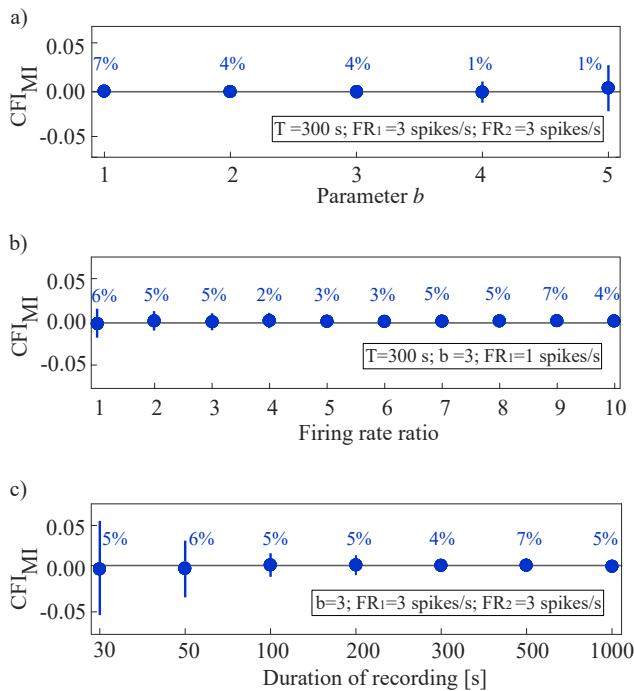 a)
0.05
7% 4% 4% 1% 1%
CFI_MI
0.00
-0.05
T =300 s; FR₁=3 spikes/s; FR₂=3 spikes/s
1 2 3 4 5
Parameter b
b)
0.05
6% 5% 5% 2% 3% 3% 5% 5% 7% 4%
CFI_MI
0.00
-0.05
T=300 s; b =3; FR₁=1 spikes/s
1 2 3 4 5 6 7 8 9 10
Firing rate ratio
c)
0.05
5% 6% 5% 5% 4% 7% 5%
CFI_MI
0.00
-0.05
b=3; FR₁=3 spikes/s; FR₂=3 spikes/s
30 50 100 200 300 500 1000
Duration of recording [s]